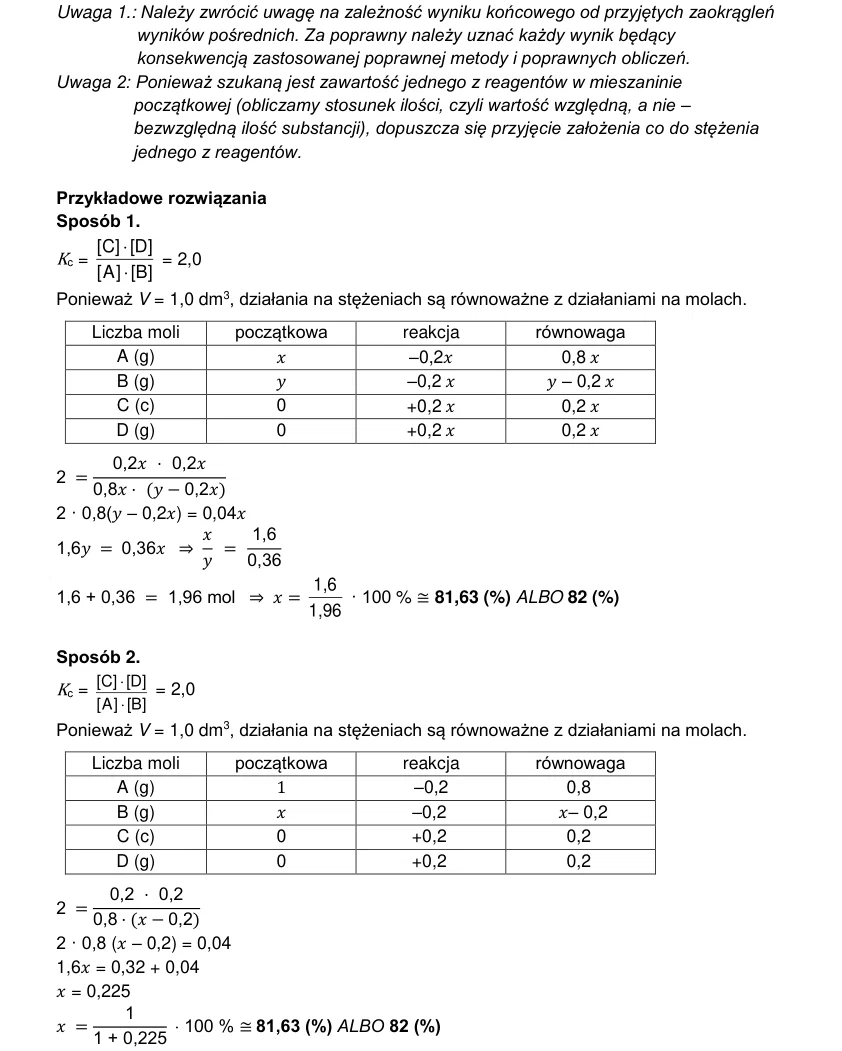 Uwaga 1.: Należy zwrócić uwagę na zależność wyniku końcowego od przyjętych zaokrągleń
wyników pośrednich. Za poprawny należy uznać każdy wynik będący
konsekwencją zastosowanej poprawnej metody i poprawnych obliczeń.
Uwaga 2: Ponieważ szukaną jest zawartość jednego z reagentów w mieszaninie
początkowej (obliczamy stosunek ilości, czyli wartość względną, a nie –
bezwzględną ilość substancji), dopuszcza się przyjęcie założenia co do stężenia
jednego z reagentów.
Przykładowe rozwiązania
Sposób 1.
Kc = [C]·[D] / [A]·[B] = 2,0
Ponieważ V = 1,0 dm³, działania na stężeniach są równoważne z działaniami na molach.
Liczba moli początkowa reakcja równowaga
A (g) x –0,2x 0,8 x
B (g) y –0,2 x y – 0,2 x
C (c) 0 +0,2 x 0,2 x
D (g) 0 +0,2 x 0,2 x
2 = 0,2x · 0,2x / 0,8x · (y – 0,2x)
2 · 0,8(y – 0,2x) = 0,04x
1,6y = 0,36x ⇒ x / y = 1,6 / 0,36
1,6 + 0,36 = 1,96 mol ⇒ x = 1,6 / 1,96 · 100 % ≅ 81,63 (%) ALBO 82 (%)
Sposób 2.
Kc = [C]·[D] / [A]·[B] = 2,0
Ponieważ V = 1,0 dm³, działania na stężeniach są równoważne z działaniami na molach.
Liczba moli początkowa reakcja równowaga
A (g) 1 –0,2 0,8
B (g) x –0,2 x– 0,2
C (c) 0 +0,2 0,2
D (g) 0 +0,2 0,2
2 = 0,2 · 0,2 / 0,8 · (x – 0,2)
2 · 0,8 (x – 0,2) = 0,04
1,6x = 0,32 + 0,04
x = 0,225
x = 1 / 1 + 0,225 · 100 % ≅ 81,63 (%) ALBO 82 (%)